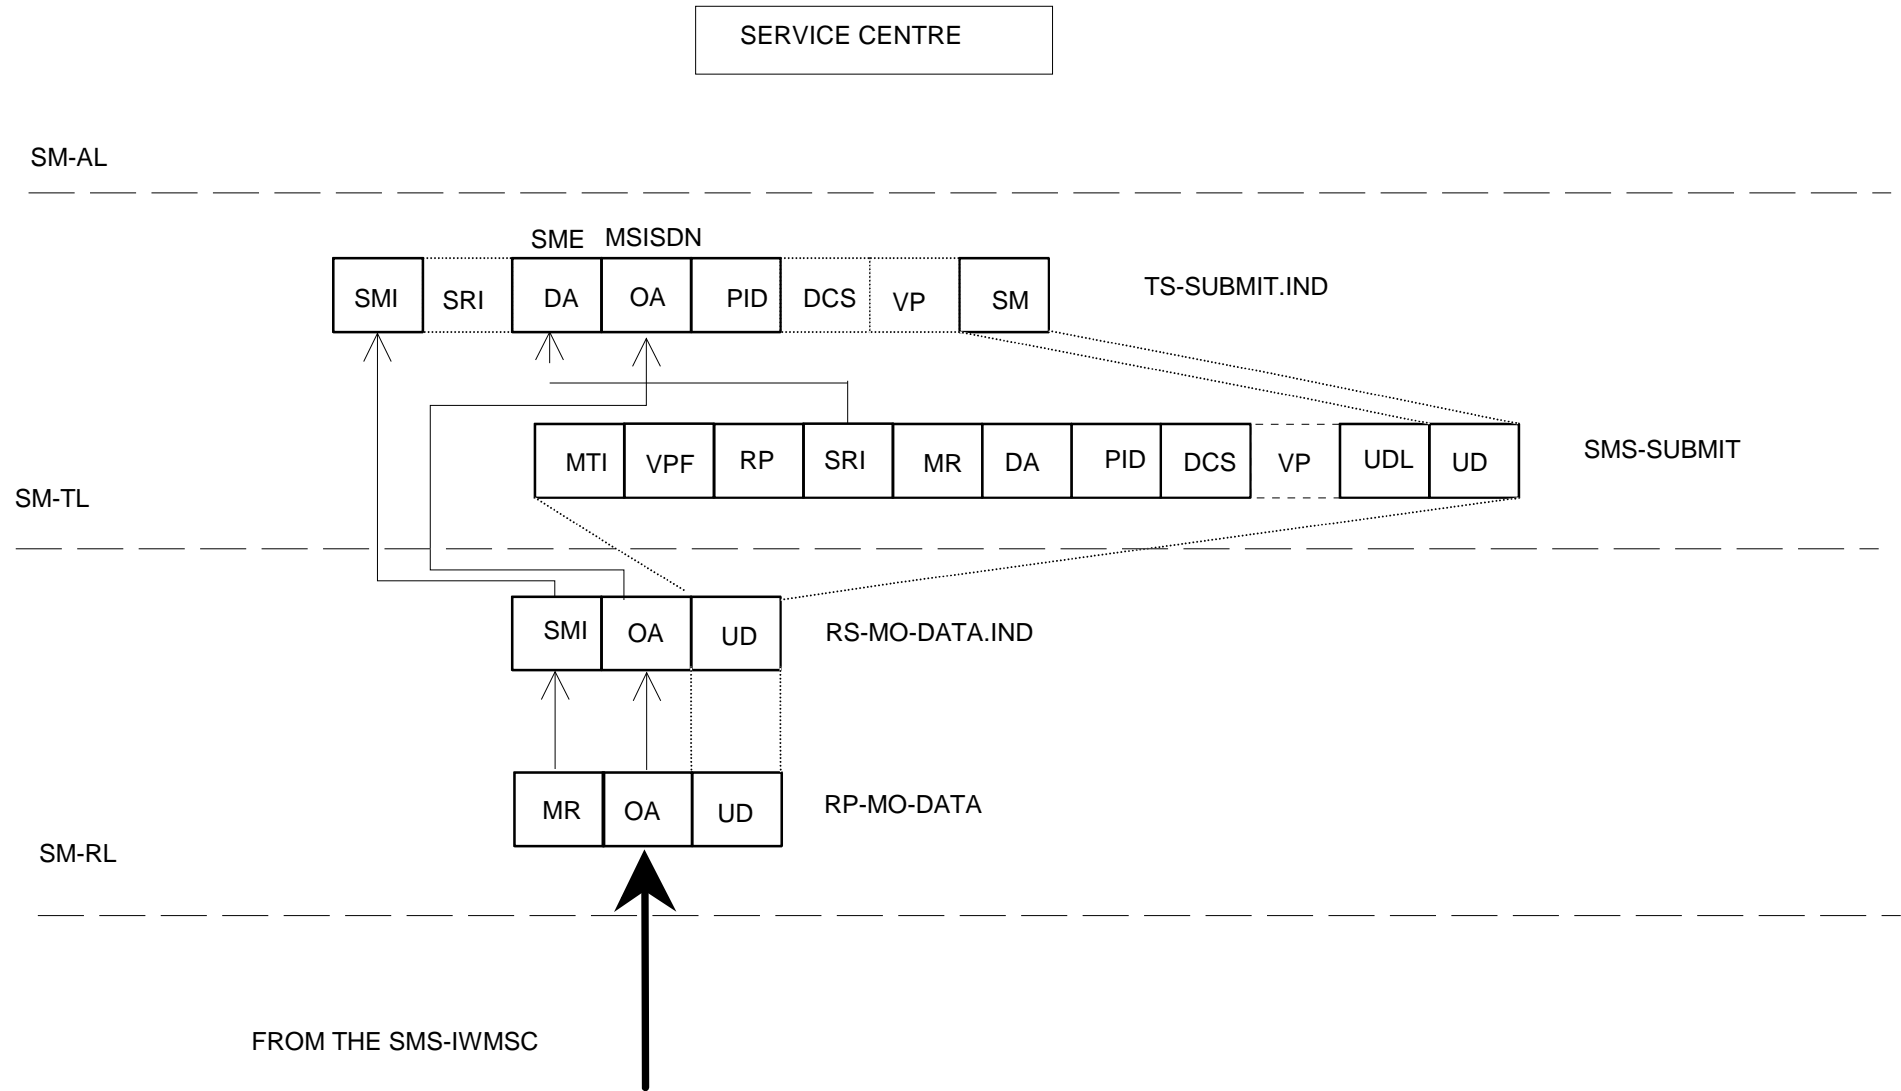 SERVICE CENTRE
SM-AL
SME MSISDN
SMI SRI DA OA PID DCS VP SM TS-SUBMIT.IND
MTI VPF RP SRI MR DA PID DCS VP UDL UD SMS-SUBMIT
SM-TL
SMI OA UD RS-MO-DATA.IND
MR OA UD RP-MO-DATA
SM-RL
FROM THE SMS-IWMSC